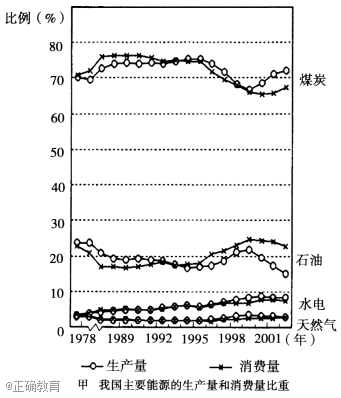 比例(%)
80
70
60
50
40
30
20
10
0
煤炭
石油
水电
天然气
1978 1989 1992 1995 1998 2001(年)
生产量 消费量
甲 我国主要能源的生产量和消费量比重
@正确教育